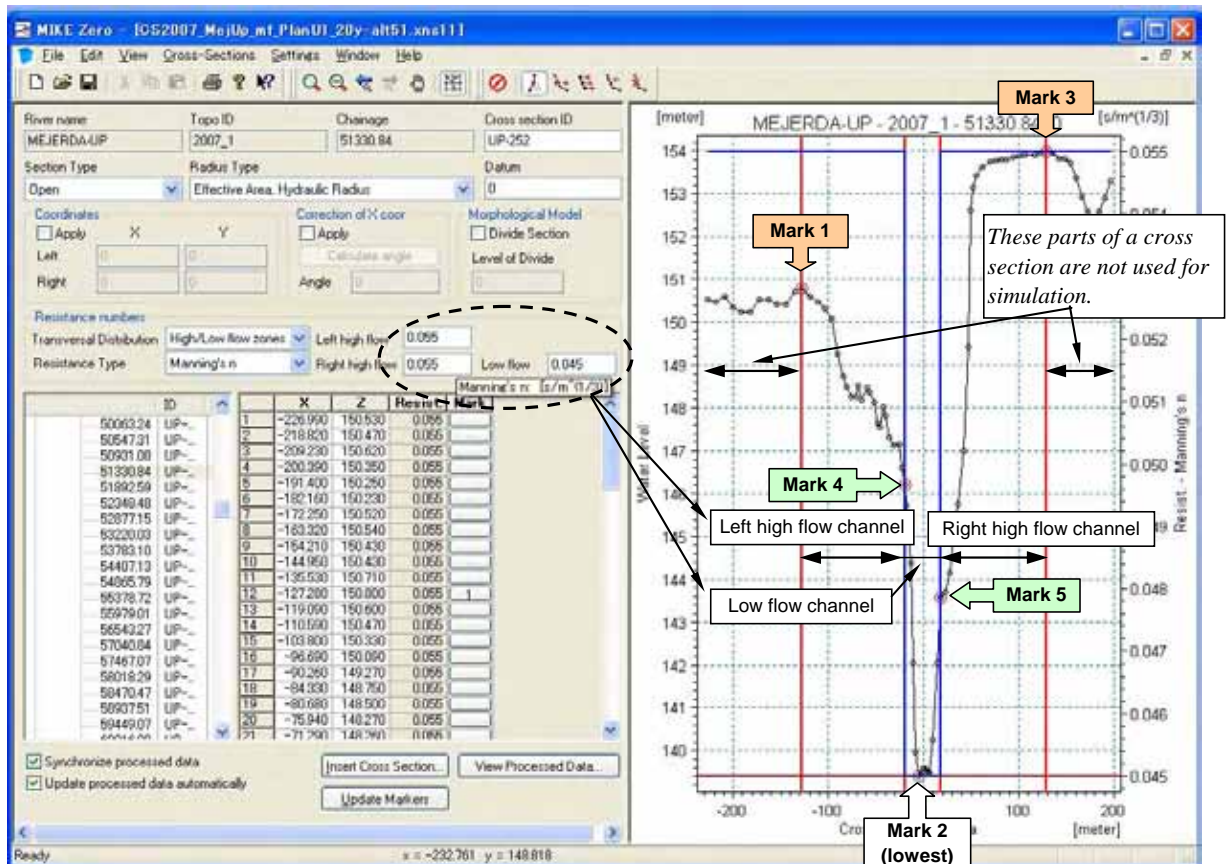 MIKE Zero - [CS2007_MejUp_mf_PlanU1_20y-alt51.xns11]
File Edit View Cross-Sections Settings Window Help
River name Topo ID Chainage Cross section ID
MEJERDA-UP 2007_1 51330.84 UP-252
Section Type Radius Type Datum
Open Effective Area, Hydraulic Radius 0
Coordinates Correction of X coor Morphological Model
Apply X Y Apply Divide Section
Left 0 0 Calculate angle Level of Divide
Right 0 0 Angle 0 0
Resistance numbers
Transversal Distribution High/Low flow zones Left high flow 0.055
Resistance Type Manning's n Right high flow 0.055 Low flow 0.045
Manning's n: [s/m^(1/3)]
ID X Z Resist. Mark
50063.24 UP-_ 1 -226.990 150.530 0.055
50547.31 UP-_ 2 -218.820 150.470 0.055
50901.08 UP-_ 3 -209.230 150.620 0.055
51330.84 UP-_ 4 -200.390 150.350 0.055
51892.59 UP-_ 5 -191.400 150.250 0.055
52348.48 UP-_ 6 -182.160 150.230 0.055
52877.15 UP-_ 7 -172.250 150.520 0.055
53220.03 UP-_ 8 -163.320 150.540 0.055
53783.10 UP-_ 9 -154.210 150.430 0.055
54407.13 UP-_ 10 -144.950 150.430 0.055
54865.79 UP-_ 11 -135.530 150.710 0.055
55378.72 UP-_ 12 -127.200 150.800 0.055 1
55979.01 UP-_ 13 -119.090 150.600 0.055
56543.27 UP-_ 14 -110.590 150.470 0.055
57040.84 UP-_ 15 -103.800 150.330 0.055
57467.07 UP-_ 16 -96.690 150.090 0.055
58018.29 UP-_ 17 -90.260 149.270 0.055
58470.47 UP-_ 18 -84.330 148.750 0.055
58937.51 UP-_ 19 -80.680 148.500 0.055
59449.07 UP-_ 20 -75.940 148.270 0.055
21 -71.290 148.260 0.055
Synchronize processed data
Update processed data automatically
Insert Cross Section... View Processed Data...
Update Markers
Ready x = -232.761 y = 148.818
[meter] MEJERDA-UP - 2007_1 - 51330.84 [s/m^(1/3)]
Mark 3
154
153
152
151
150
149
148
147
146
145
144
143
142
141
140
Water Level
0.055
0.054
0.052
0.051
0.050
0.048
0.047
0.046
0.045
Resist. - Manning's n
Mark 1
These parts of a cross
section are not used for
simulation.
Mark 4
Left high flow channel
Right high flow channel
Low flow channel
Mark 5
-200 -100 100 200
[meter]
Mark 2
(lowest)